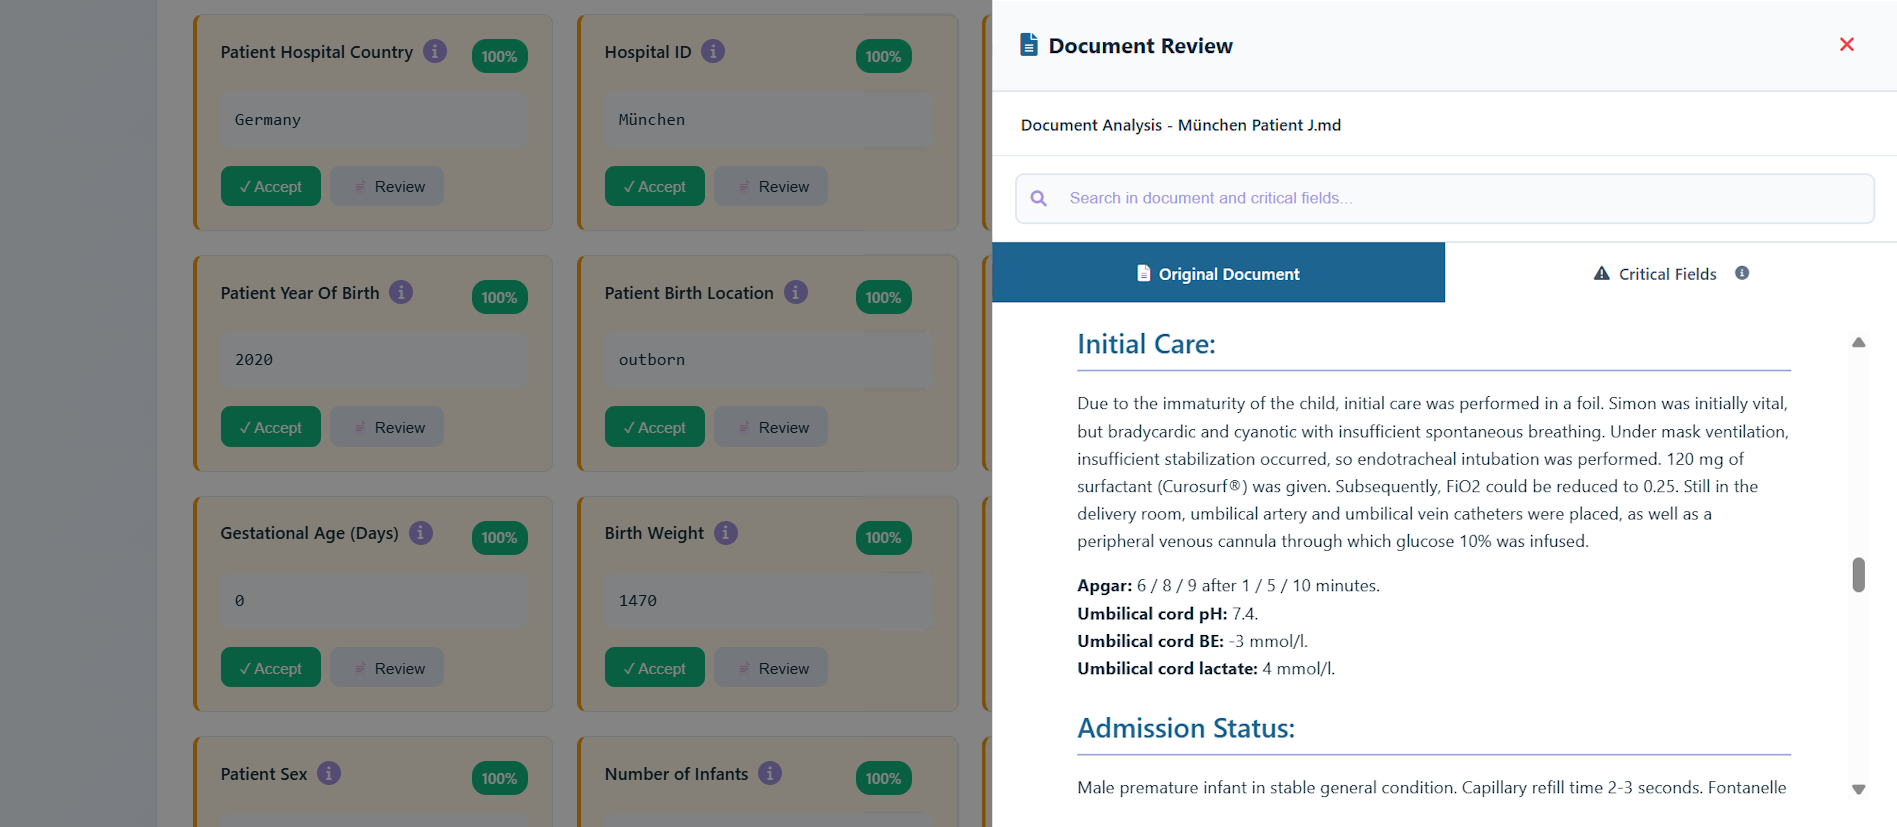 Patient Hospital Country i 100%
Germany
✓ Accept Review
Hospital ID i 100%
München
✓ Accept Review
Patient Year Of Birth i 100%
2020
✓ Accept Review
Patient Birth Location i 100%
outborn
✓ Accept Review
Gestational Age (Days) i 100%
0
✓ Accept Review
Birth Weight i 100%
1470
✓ Accept Review
Patient Sex i 100%
Number of Infants i 100%
Document Review
Document Analysis - München Patient J.md
Search in document and critical fields...
Original Document
Critical Fields i
Initial Care:
Due to the immaturity of the child, initial care was performed in a foil. Simon was initially vital,
but bradycardic and cyanotic with insufficient spontaneous breathing. Under mask ventilation,
insufficient stabilization occurred, so endotracheal intubation was performed. 120 mg of
surfactant (Curosurf®) was given. Subsequently, FiO2 could be reduced to 0.25. Still in the
delivery room, umbilical artery and umbilical vein catheters were placed, as well as a
peripheral venous cannula through which glucose 10% was infused.
Apgar: 6 / 8 / 9 after 1 / 5 / 10 minutes.
Umbilical cord pH: 7.4.
Umbilical cord BE: -3 mmol/l.
Umbilical cord lactate: 4 mmol/l.
Admission Status:
Male premature infant in stable general condition. Capillary refill time 2-3 seconds. Fontanelle